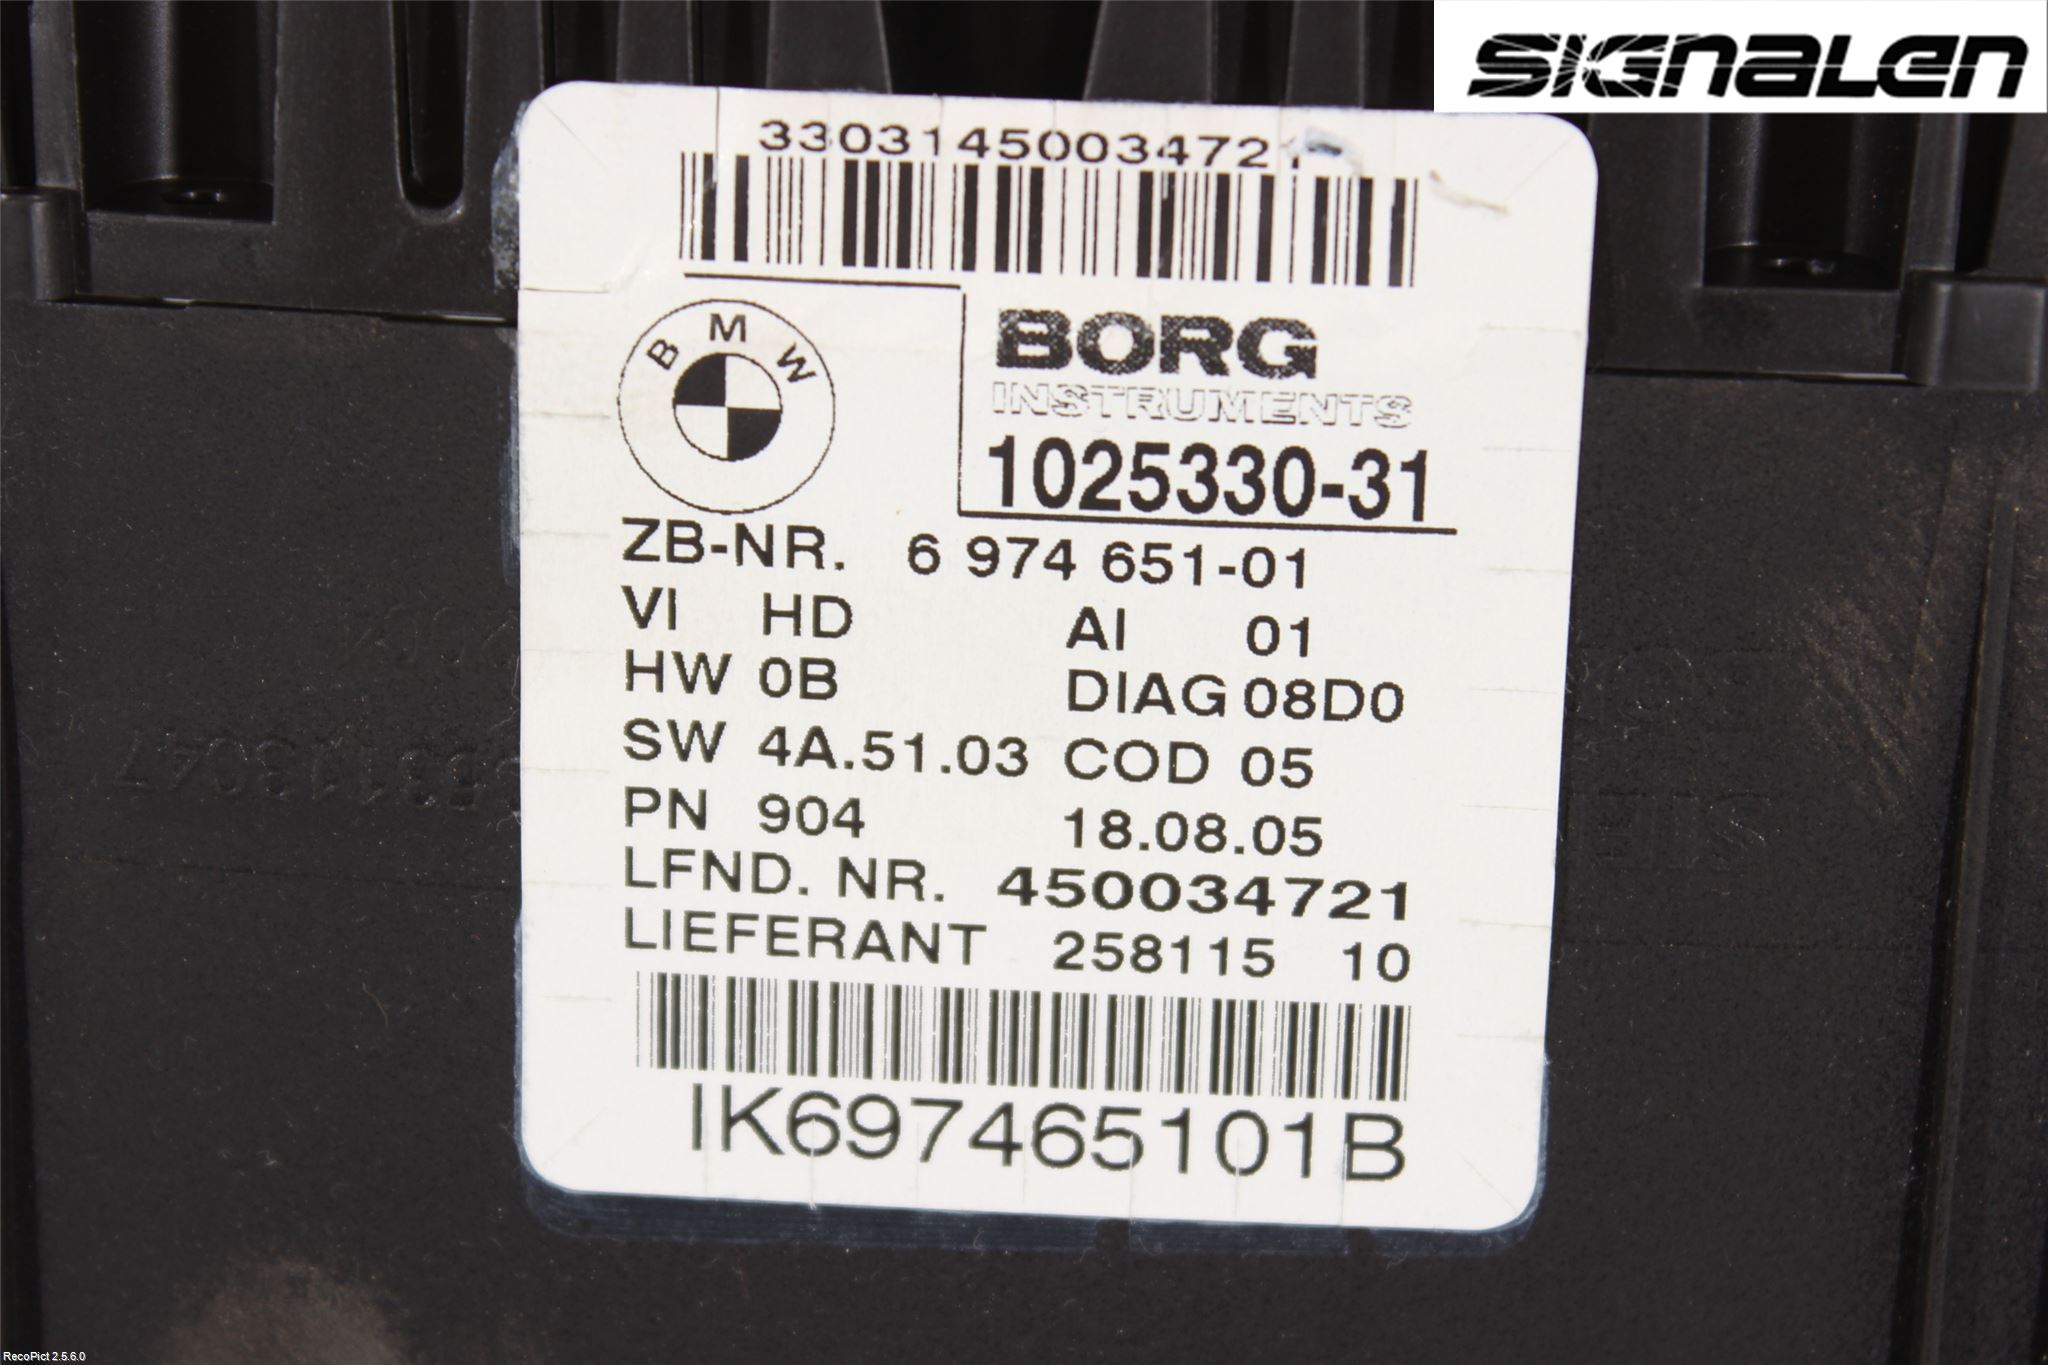 SIGNALEN
33031450034721
BMW
BORG
INSTRUMENTS
1025330-31
ZB-NR. 6 974 651-01
VI HD AI 01
HW 0B DIAG 08D0
SW 4A.51.03 COD 05
PN 904 18.08.05
LFND. NR. 450034721
LIEFERANT 258115 10
IK697465101B
RecoPict 2.5.6.0